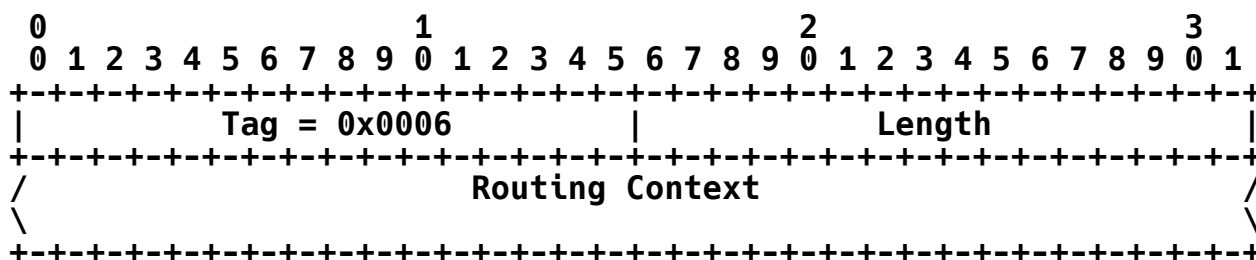 0                   1                   2                   3
 0 1 2 3 4 5 6 7 8 9 0 1 2 3 4 5 6 7 8 9 0 1 2 3 4 5 6 7 8 9 0 1
+-+-+-+-+-+-+-+-+-+-+-+-+-+-+-+-+-+-+-+-+-+-+-+-+-+-+-+-+-+-+-+-+
|          Tag = 0x0006         |            Length             |
+-+-+-+-+-+-+-+-+-+-+-+-+-+-+-+-+-+-+-+-+-+-+-+-+-+-+-+-+-+-+-+-+
/                       Routing Context                         /
\                                                               \
+-+-+-+-+-+-+-+-+-+-+-+-+-+-+-+-+-+-+-+-+-+-+-+-+-+-+-+-+-+-+-+-+